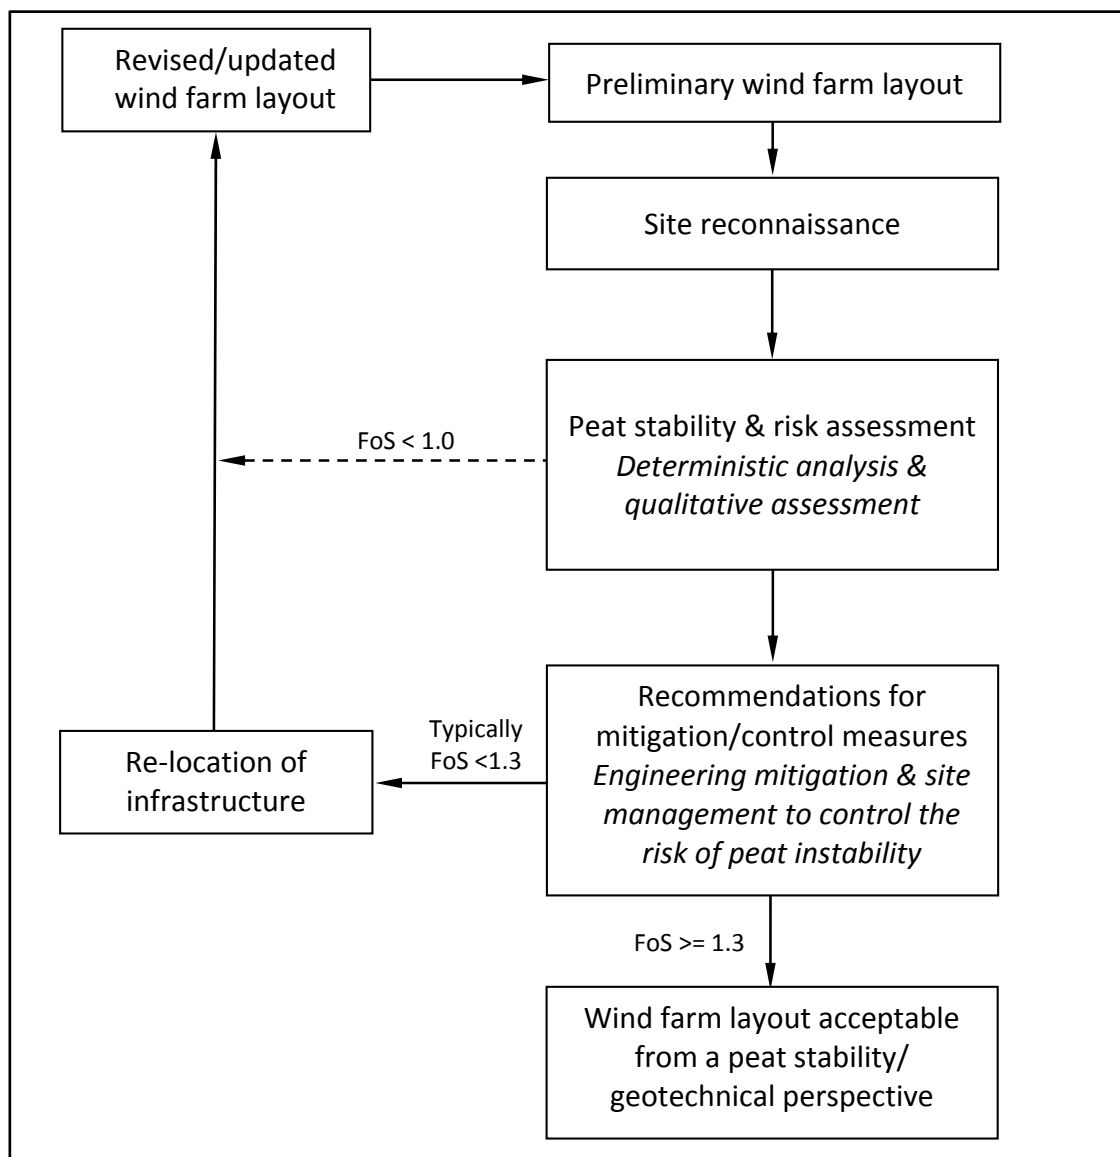 Revised/updated
wind farm layout
Preliminary wind farm layout
Site reconnaissance
Peat stability & risk assessment
Deterministic analysis &
qualitative assessment
FoS < 1.0
Recommendations for
mitigation/control measures
Engineering mitigation & site
management to control the
risk of peat instability
Typically
FoS <1.3
Re-location of
infrastructure
FoS >= 1.3
Wind farm layout acceptable
from a peat stability/
geotechnical perspective